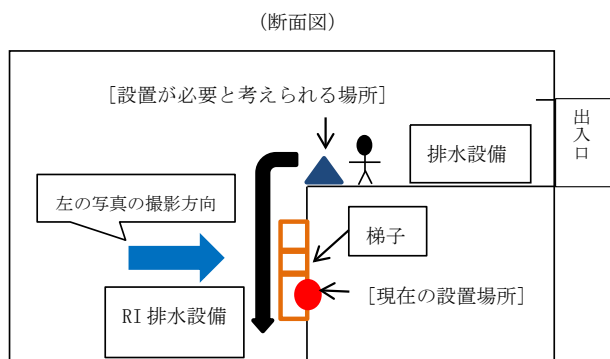 （断面図）
［設置が必要と考えられる場所］
出入口
排水設備
左の写真の撮影方向
梯子
［現在の設置場所］
RI 排水設備